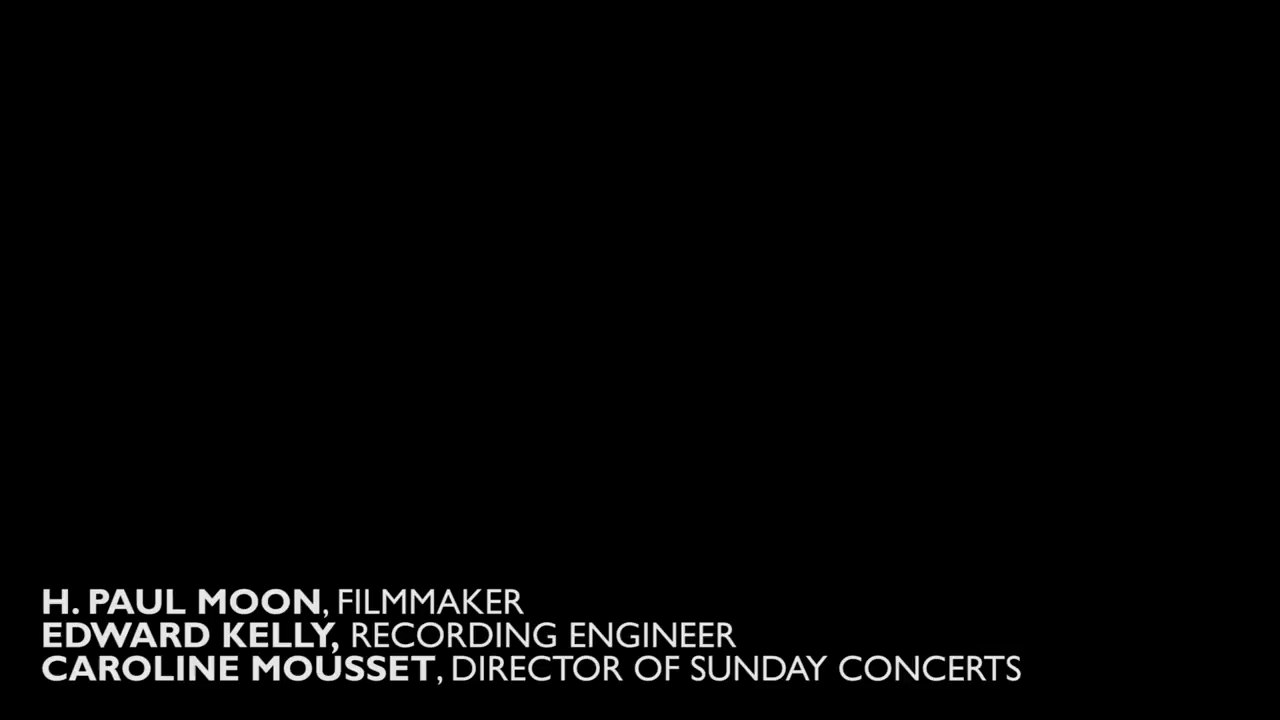 H. PAUL MOON, FILMMAKER
EDWARD KELLY, RECORDING ENGINEER
CAROLINE MOUSSET, DIRECTOR OF SUNDAY CONCERTS